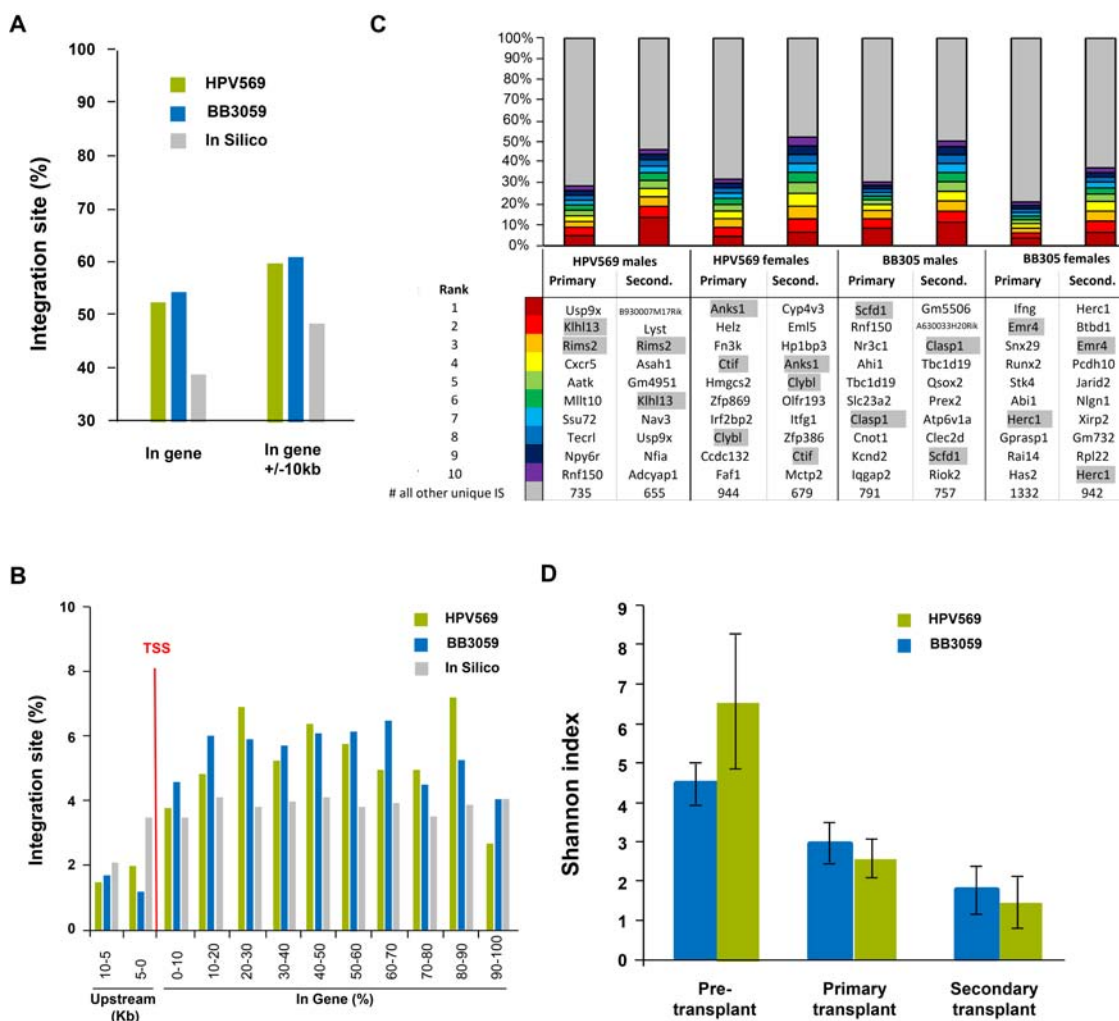 A
100
90
80
70
60
50
40
30
Integration site (%)
HPV569
BB3059
In Silico
In gene
In gene
+/-10kb
C
100%
90%
80%
70%
60%
50%
40%
30%
20%
10%
0%
HPV569 males HPV569 females BB305 males BB305 females
Rank Primary Second. Primary Second. Primary Second. Primary Second.
1 Usp9x B930007M17Rik Anks1 Cyp4v3 Scfd1 Gm5506 Ifng Herc1
2 Klhl13 Lyst Helz Eml5 Rnf150 A630033H20Rik Emr4 Btbd1
3 Rims2 Rims2 Fn3k Hp1bp3 Nr3c1 Clasp1 Snx29 Emr4
4 Cxcr5 Asah1 Ctif Anks1 Ahi1 Tbc1d19 Runx2 Pcdh10
5 Aatk Gm4951 Hmgcs2 Clybl Tbc1d19 Qsox2 Stk4 Jarid2
6 Mllt10 Klhl13 Zfp869 Olfr193 Slc23a2 Prex2 Abi1 Nlgn1
7 Ssu72 Nav3 Irf2bp2 Itfg1 Clasp1 Atp6v1a Herc1 Xirp2
8 Tecrl Usp9x Clybl Zfp386 Cnot1 Clec2d Gprasp1 Gm732
9 Npy6r Nfia Ccdc132 Ctif Kcnd2 Scfd1 Rai14 Rpl22
10 Rnf150 Adcyap1 Faf1 Mctp2 Iqgap2 Riok2 Has2 Herc1
# all other unique IS 735 655 944 679 791 757 1332 942
B
10
8
6
4
2
0
Integration site (%)
TSS
HPV569
BB3059
In Silico
10-5 5-0 0-10 10-20 20-30 30-40 40-50 50-60 60-70 70-80 80-90 90-100
Upstream In Gene (%)
(Kb)
D
9
8
7
6
5
4
3
2
1
0
Shannon index
HPV569
BB3059
Pre- Primary Secondary
transplant transplant transplant